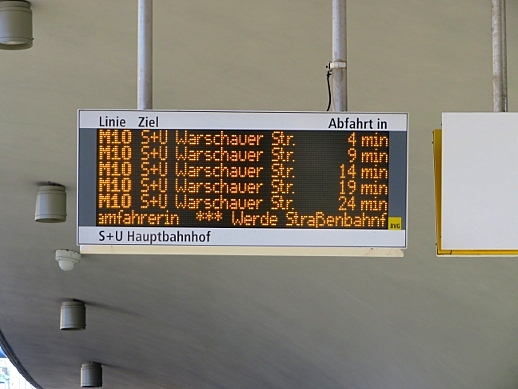 Linie Ziel Abfahrt in
M10 S+U Warschauer Str. 4 min
M10 S+U Warschauer Str. 9 min
M10 S+U Warschauer Str. 14 min
M10 S+U Warschauer Str. 19 min
M10 S+U Warschauer Str. 24 min
amfahrerin *** Werde Straßenbahnf
BVG
S+U Hauptbahnhof